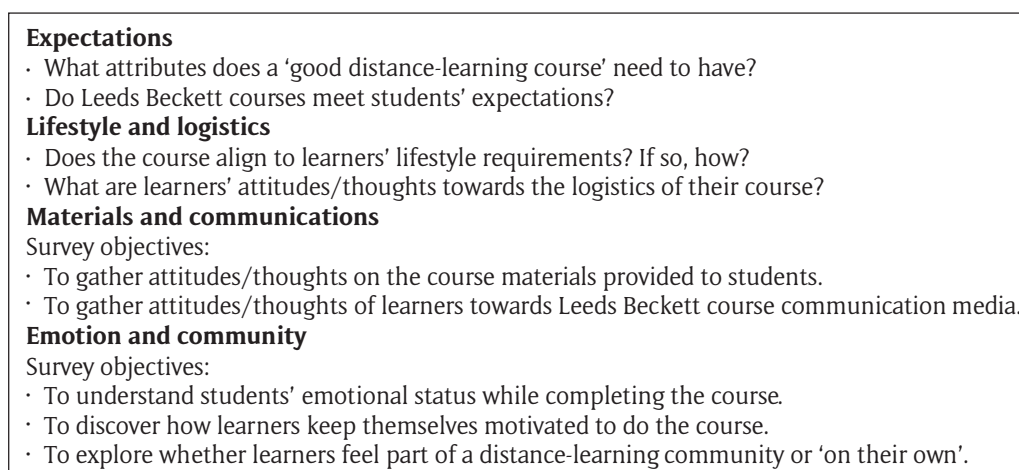 Expectations
· What attributes does a ‘good distance-learning course’ need to have?
· Do Leeds Beckett courses meet students’ expectations?
Lifestyle and logistics
· Does the course align to learners’ lifestyle requirements? If so, how?
· What are learners’ attitudes/thoughts towards the logistics of their course?
Materials and communications
Survey objectives:
· To gather attitudes/thoughts on the course materials provided to students.
· To gather attitudes/thoughts of learners towards Leeds Beckett course communication media.
Emotion and community
Survey objectives:
· To understand students’ emotional status while completing the course.
· To discover how learners keep themselves motivated to do the course.
· To explore whether learners feel part of a distance-learning community or ‘on their own’.